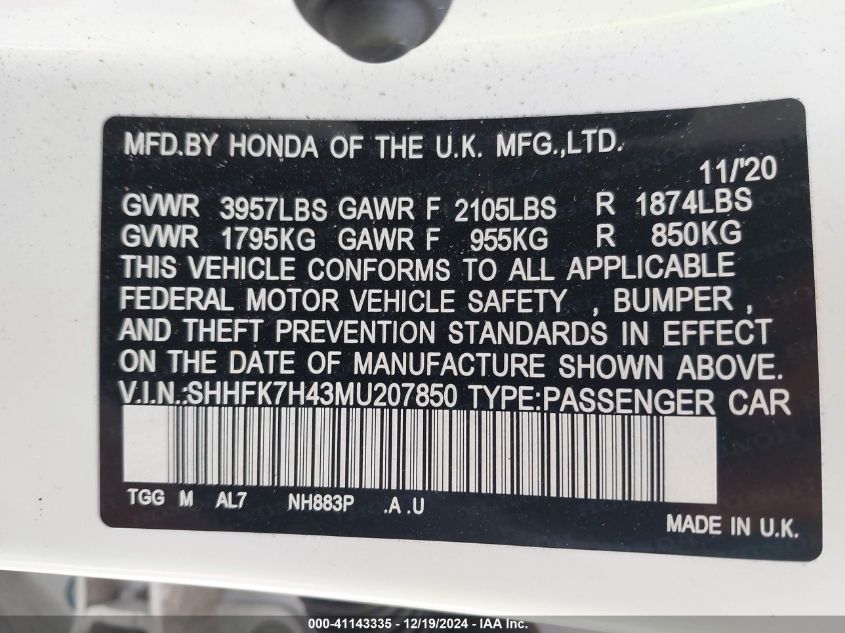 MFD.BY HONDA OF THE U.K. MFG.,LTD.
11/'20
GVWR 3957LBS GAWR F 2105LBS R 1874LBS
GVWR 1795KG GAWR F 955KG R 850KG
THIS VEHICLE CONFORMS TO ALL APPLICABLE
FEDERAL MOTOR VEHICLE SAFETY , BUMPER ,
AND THEFT PREVENTION STANDARDS IN EFFECT
ON THE DATE OF MANUFACTURE SHOWN ABOVE.
V.I.N.:SHHFK7H43MU207850 TYPE:PASSENGER CAR
TGG M AL7 NH883P .A .U
MADE IN U.K.
000-41143335 - 12/19/2024 - IAA Inc.